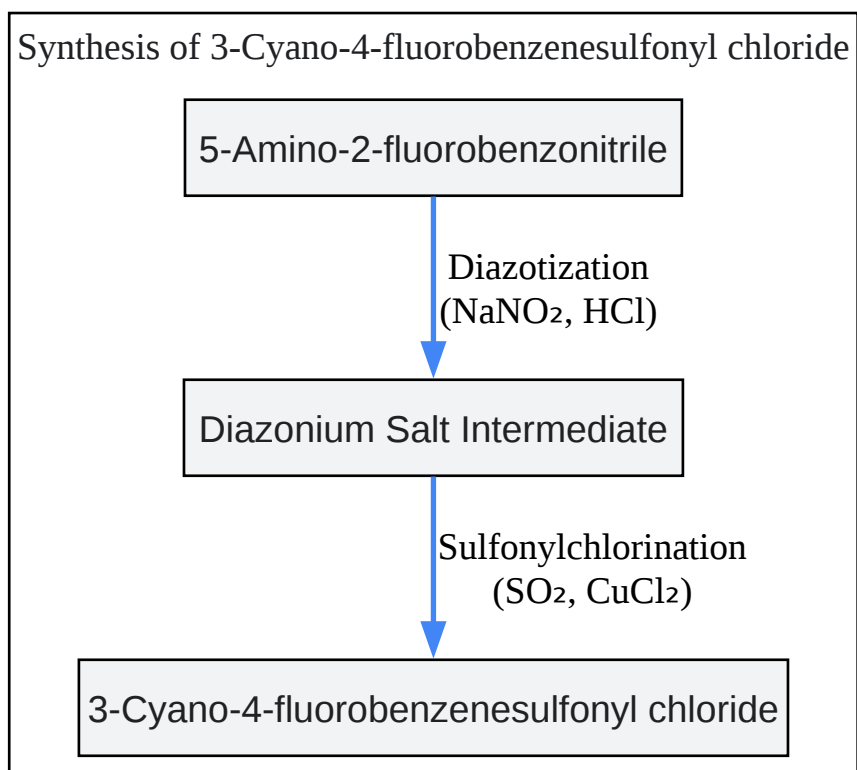 Synthesis of 3-Cyano-4-fluorobenzenesulfonyl chloride
5-Amino-2-fluorobenzonitrile
Diazotization
(NaNO₂, HCl)
Diazonium Salt Intermediate
Sulfonylchlorination
(SO₂, CuCl₂)
3-Cyano-4-fluorobenzenesulfonyl chloride